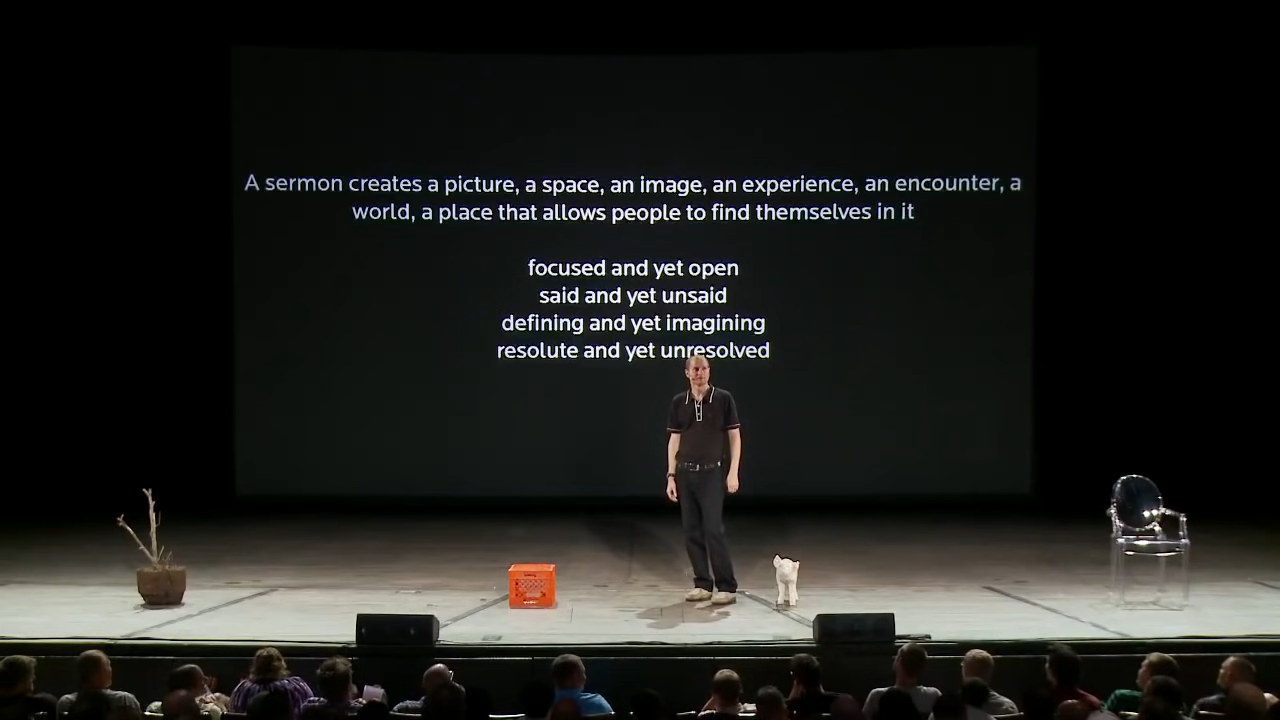 A sermon creates a picture, a space, an image, an experience, an encounter, a
world, a place that allows people to find themselves in it
focused and yet open
said and yet unsaid
defining and yet imagining
resolute and yet unresolved